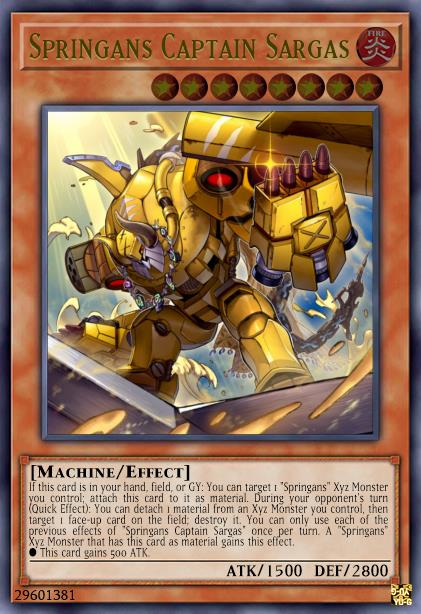 Springans Captain Sargas
FIRE
炎
[Machine/Effect]
If this card is in your hand, field, or GY: You can target 1 "Springans" Xyz Monster
you control; attach this card to it as material. During your opponent's turn
(Quick Effect): You can detach 1 material from an Xyz Monster you control, then
target 1 face-up card on the field; destroy it. You can only use each of the
previous effects of "Springans Captain Sargas" once per turn. A "Springans"
Xyz Monster that has this card as material gains this effect.
● This card gains 500 ATK.
ATK/1500 DEF/2800
29601381